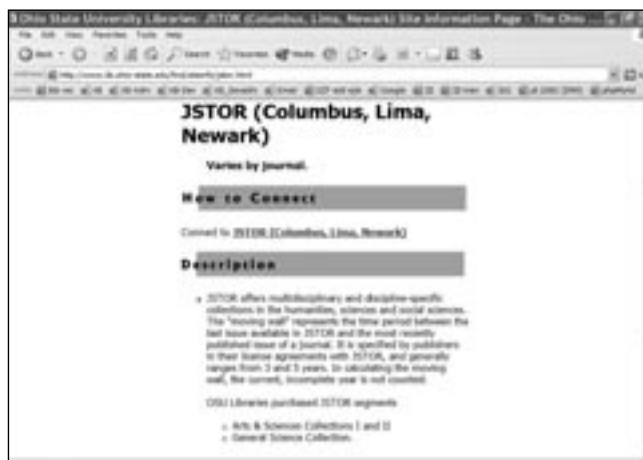 Ohio State University Libraries: JSTOR (Columbus, Lima, Newark) Site Information Page - The Ohio
File Edit View Favorites Tools Help
Back Search Favorites Media
JSTOR (Columbus, Lima,
Newark)
Varies by journal.
How to Connect
Connect to JSTOR (Columbus, Lima, Newark)
Description
JSTOR offers multidisciplinary and discipline-specific
collections in the humanities, sciences and social sciences.
The "moving wall" represents the time period between the
last issue available in JSTOR and the most recently
published issue of a journal. It is specified by publishers
in their license agreements with JSTOR, and generally
ranges from 3 and 5 years. In calculating the moving
wall, the current, incomplete year is not counted.
OSU Libraries purchased JSTOR segments
Arts & Sciences Collections I and II
General Science Collection.